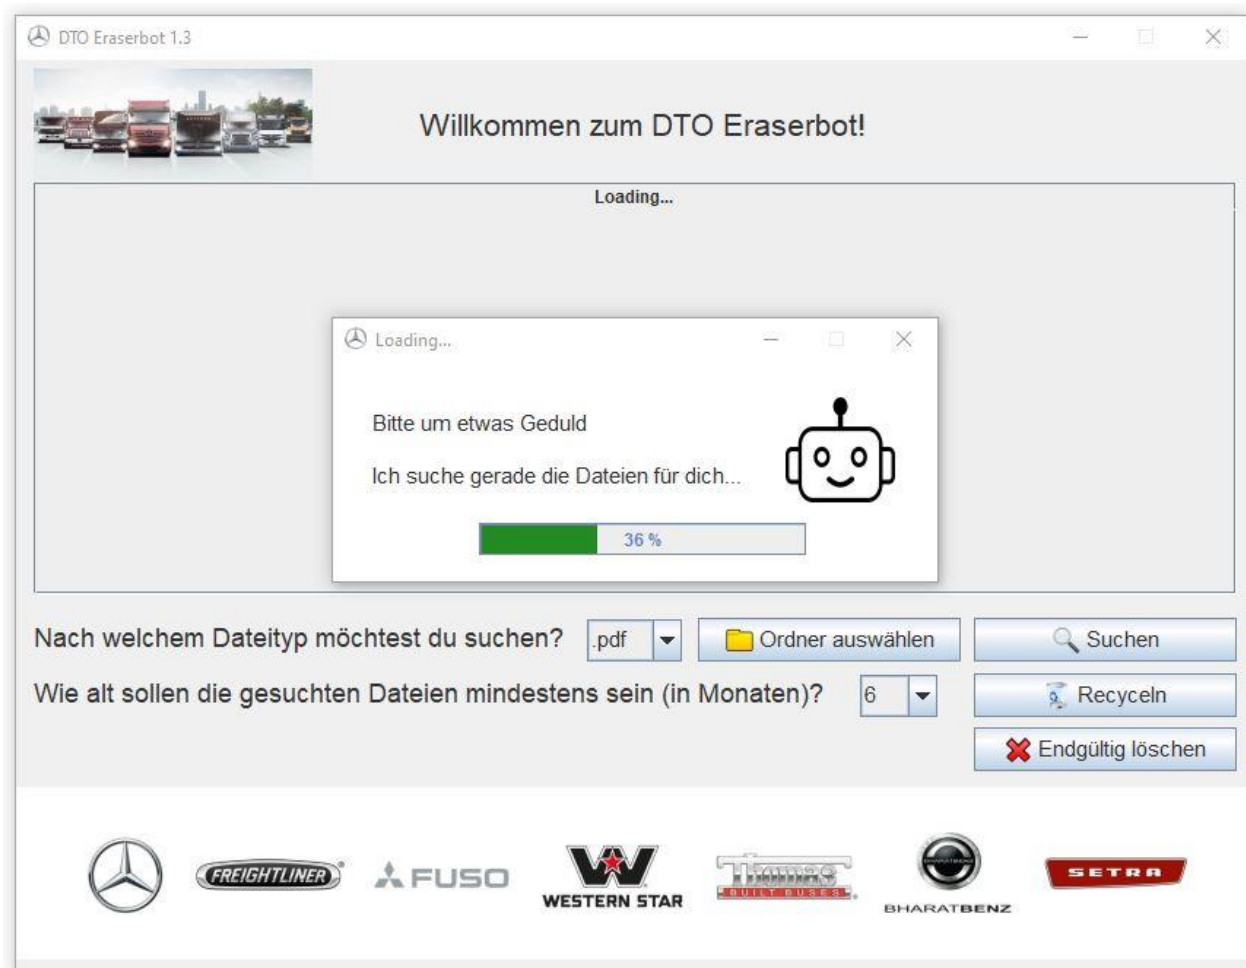 DTO Eraserbot 1.3
Willkommen zum DTO Eraserbot!
Loading...
Loading...
Bitte um etwas Geduld
Ich suche gerade die Dateien für dich...
36 %
Nach welchem Dateityp möchtest du suchen? .pdf Ordner auswählen Suchen
Wie alt sollen die gesuchten Dateien mindestens sein (in Monaten)? 6 Recyceln
Endgültig löschen
FREIGHTLINER
FUSO
WESTERN STAR
Thomas
BUILT BUSES
BHARATBENZ
BHARATBENZ
SETRA